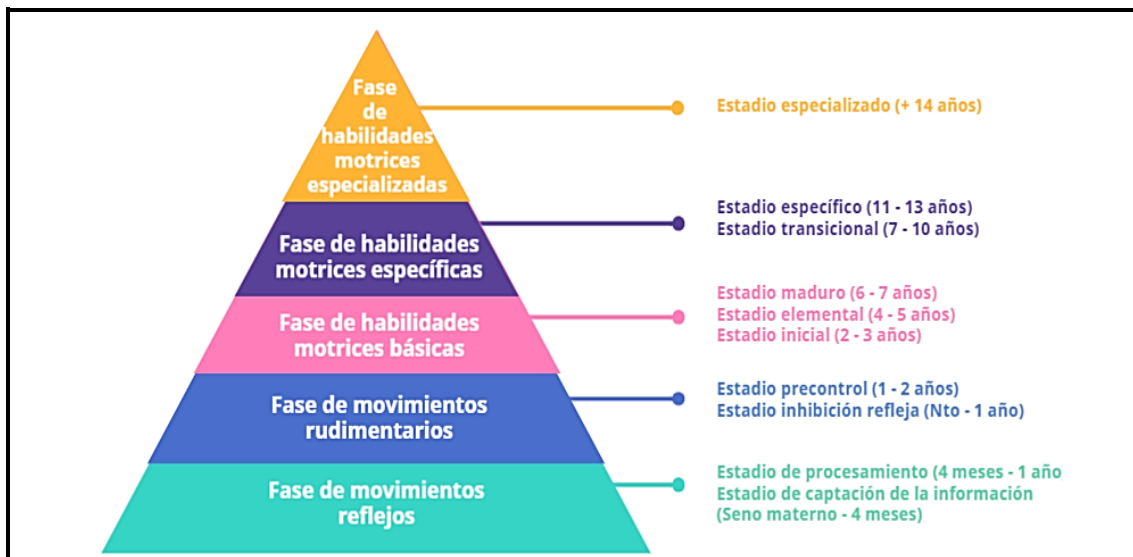 Fase
de
habilidades
motrices
especializadas
Estadio especializado (+ 14 años)
Fase de habilidades
motrices específicas
Estadio específico (11 - 13 años)
Estadio transicional (7 - 10 años)
Fase de habilidades
motrices básicas
Estadio maduro (6 - 7 años)
Estadio elemental (4 - 5 años)
Estadio inicial (2 - 3 años)
Fase de movimientos
rudimentarios
Estadio precontrol (1 - 2 años)
Estadio inhibición refleja (Nto - 1 año)
Fase de movimientos
reflejos
Estadio de procesamiento (4 meses - 1 año
Estadio de captación de la información
(Seno materno - 4 meses)